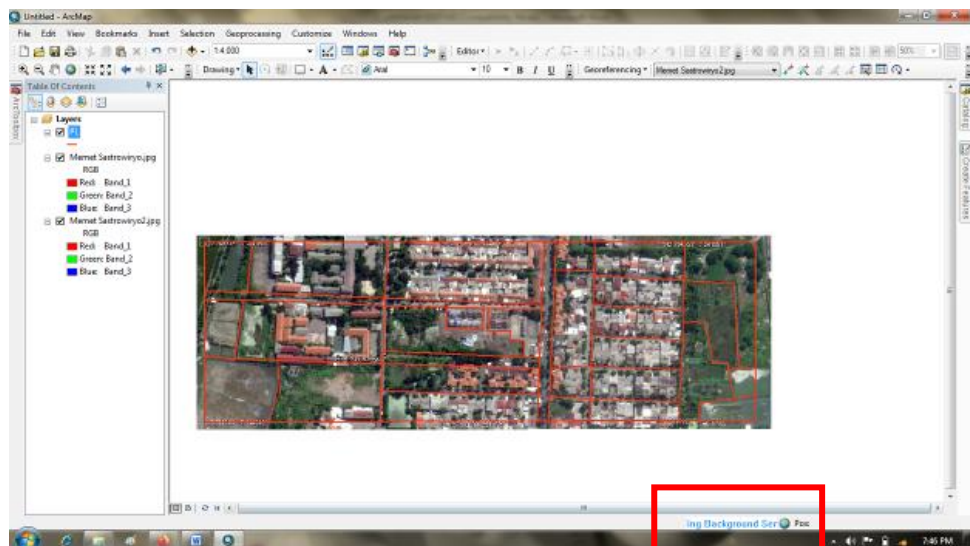 Untitled - ArcMap
File Edit View Bookmarks Insert Selection Geoprocessing Customize Windows Help
1:4.000 Editor 50%
Drawing A Arial 10 B I U A Georeferencing Memet Sastrowiryo2.jpg
Table Of Contents
ArcToolbox
Catalog
Create Features
Layers
Memet Sastrowiryo.jpg
RGB
Red: Band_1
Green: Band_2
Blue: Band_3
Memet Sastrowiryo2.jpg
RGB
Red: Band_1
Green: Band_2
Blue: Band_3
ing Background Ser
7:46 PM